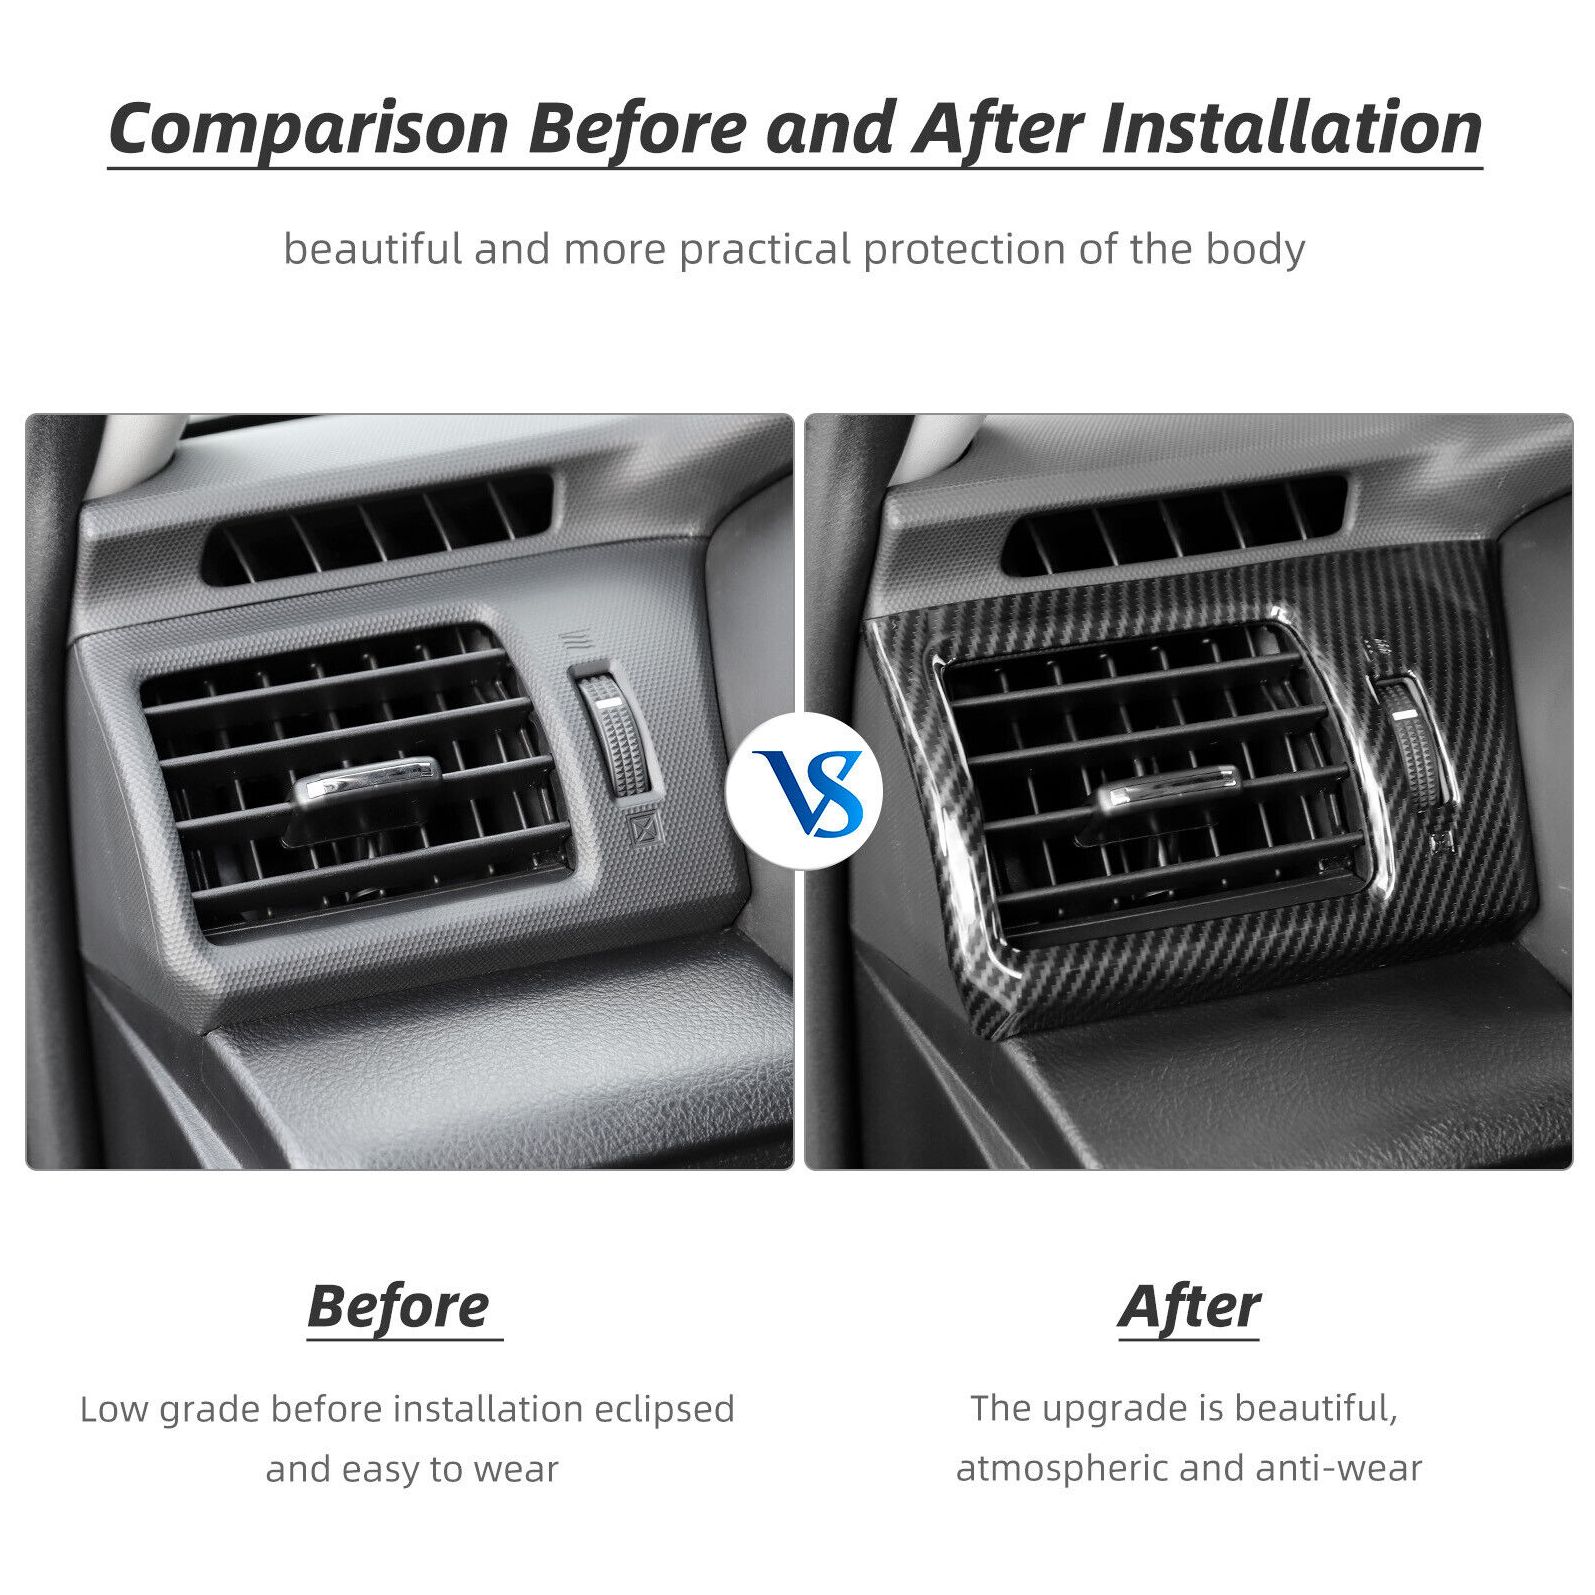 Comparison Before and After Installation
beautiful and more practical protection of the body
VS
Before
Low grade before installation eclipsed
and easy to wear
After
The upgrade is beautiful,
atmospheric and anti-wear